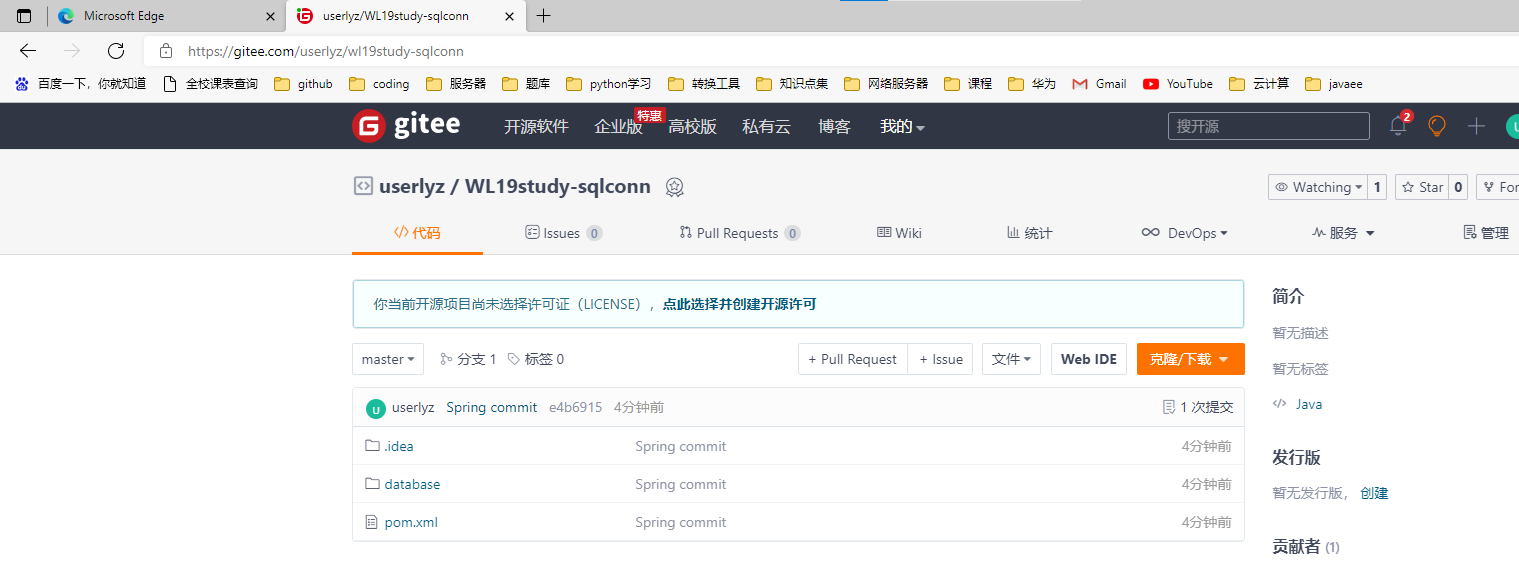 Microsoft Edge
userlyz/WL19study-sqlconn
https://gitee.com/userlyz/wl19study-sqlconn
百度一下，你就知道 全校课表查询 github coding 服务器 题库 python学习 转换工具 知识点集 网络服务器 课程 华为 Gmail YouTube 云计算 javaee
G gitee 开源软件 企业版 特惠 高校版 私有云 博客 我的 搜开源 2 U
userlyz / WL19study-sqlconn Watching 1 Star 0 For
代码 Issues 0 Pull Requests 0 Wiki 统计 DevOps 服务 管理
你当前开源项目尚未选择许可证（LICENSE），点此选择并创建开源许可
master 分支 1 标签 0 + Pull Request + Issue 文件 Web IDE 克隆/下载
U userlyz Spring commit e4b6915 4分钟前 1 次提交
.idea Spring commit 4分钟前
database Spring commit 4分钟前
pom.xml Spring commit 4分钟前
简介
暂无描述
暂无标签
Java
发行版
暂无发行版， 创建
贡献者 (1)